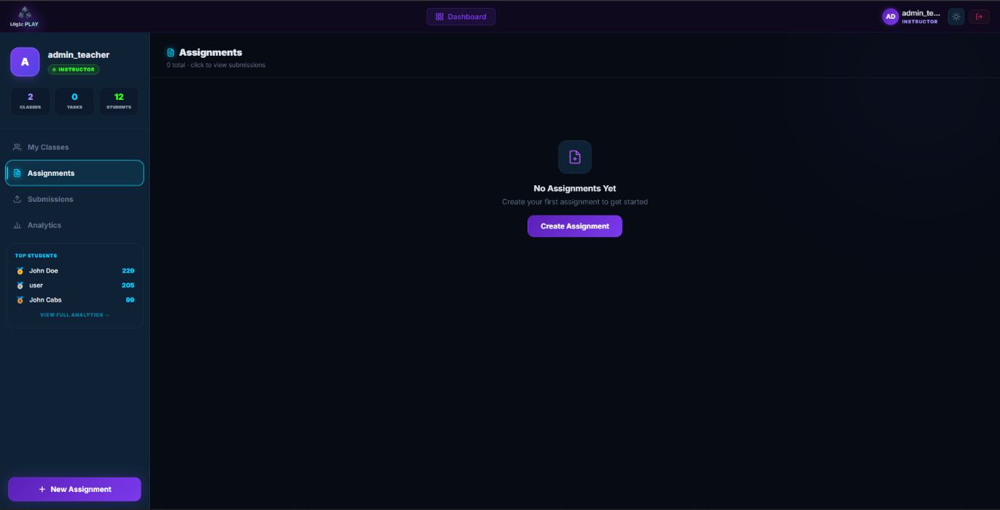 LOgic PLAY
Dashboard
AD
admin_te...
INSTRUCTOR
A
admin_teacher
INSTRUCTOR
2
CLASSES
0
TASKS
12
STUDENTS
My Classes
Assignments
Submissions
Analytics
TOP STUDENTS
John Doe 229
user 205
John Cabs 99
VIEW FULL ANALYTICS →
+ New Assignment
Assignments
0 total · click to view submissions
No Assignments Yet
Create your first assignment to get started
Create Assignment